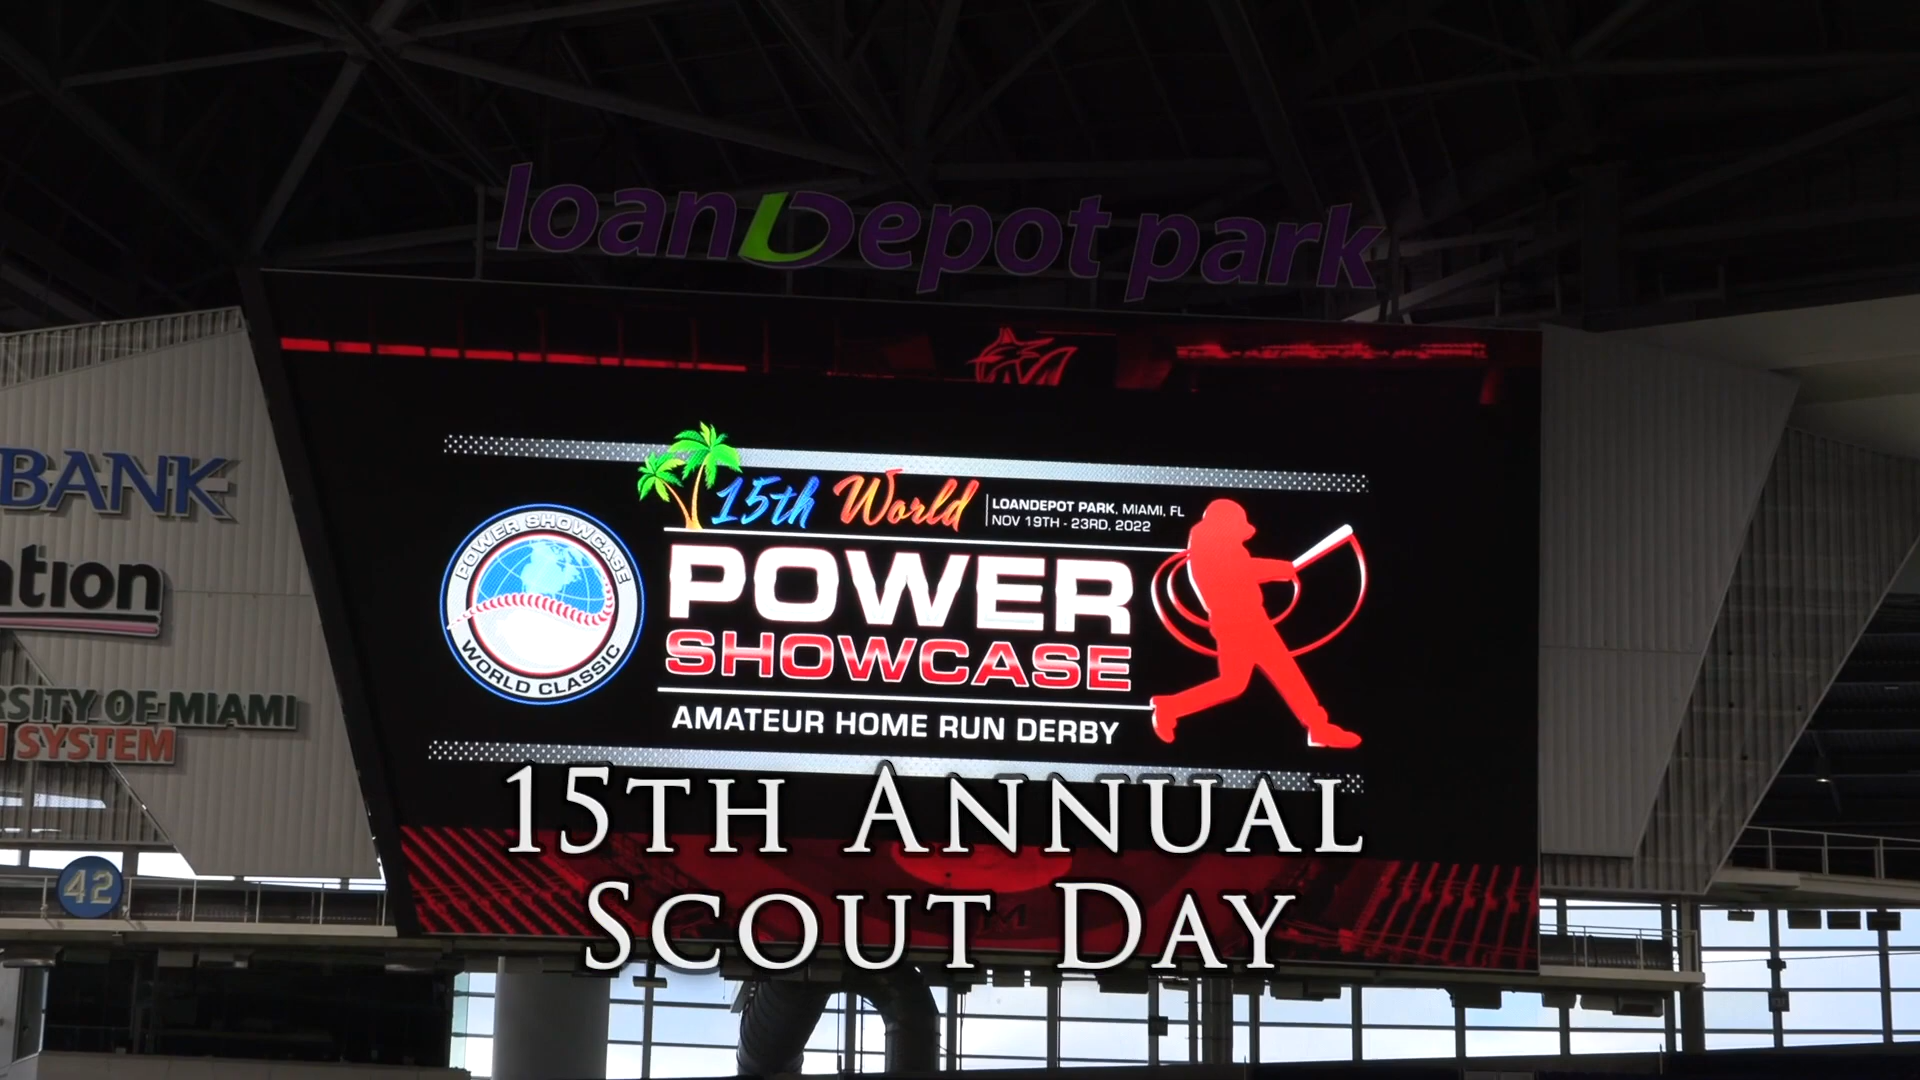 loanDepot park
BANK
ation
RSITY OF MIAMI
SYSTEM
42
15th World
LOANDEPOT PARK, MIAMI, FL
NOV 19TH - 23RD, 2022
POWER SHOWCASE
WORLD CLASSIC
POWER
SHOWCASE
AMATEUR HOME RUN DERBY
15TH ANNUAL
SCOUT DAY